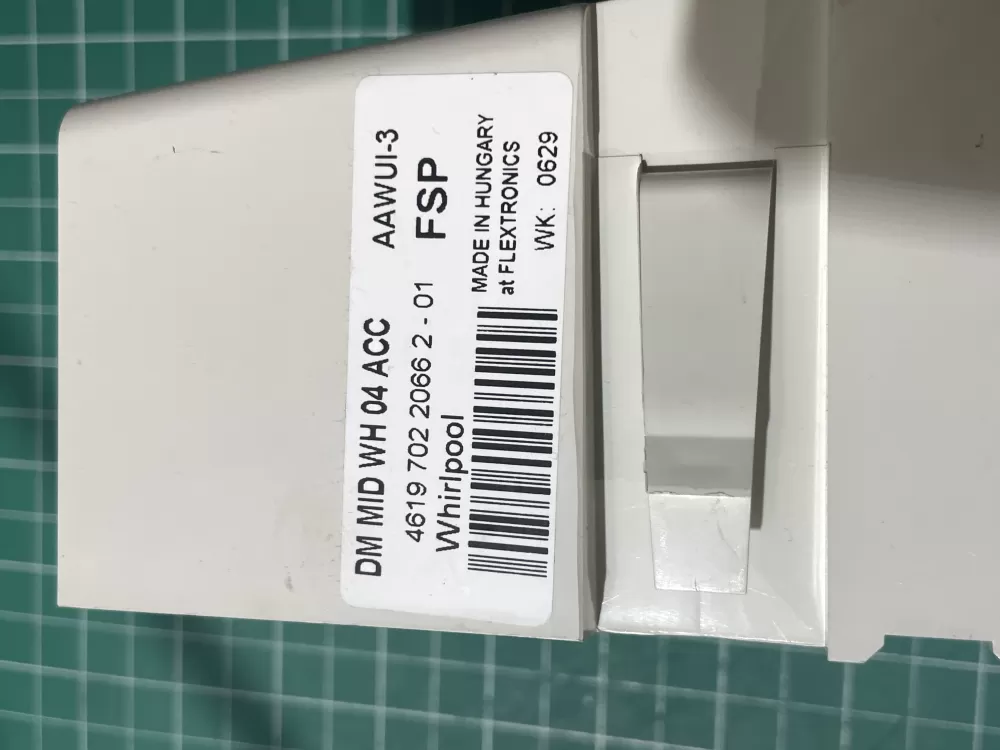 DM MID WH 04 ACC AAWUI-3
4619 702 2066 2 - 01 FSP
Whirlpool
MADE IN HUNGARY
at FLEXTRONICS
WK: 0629